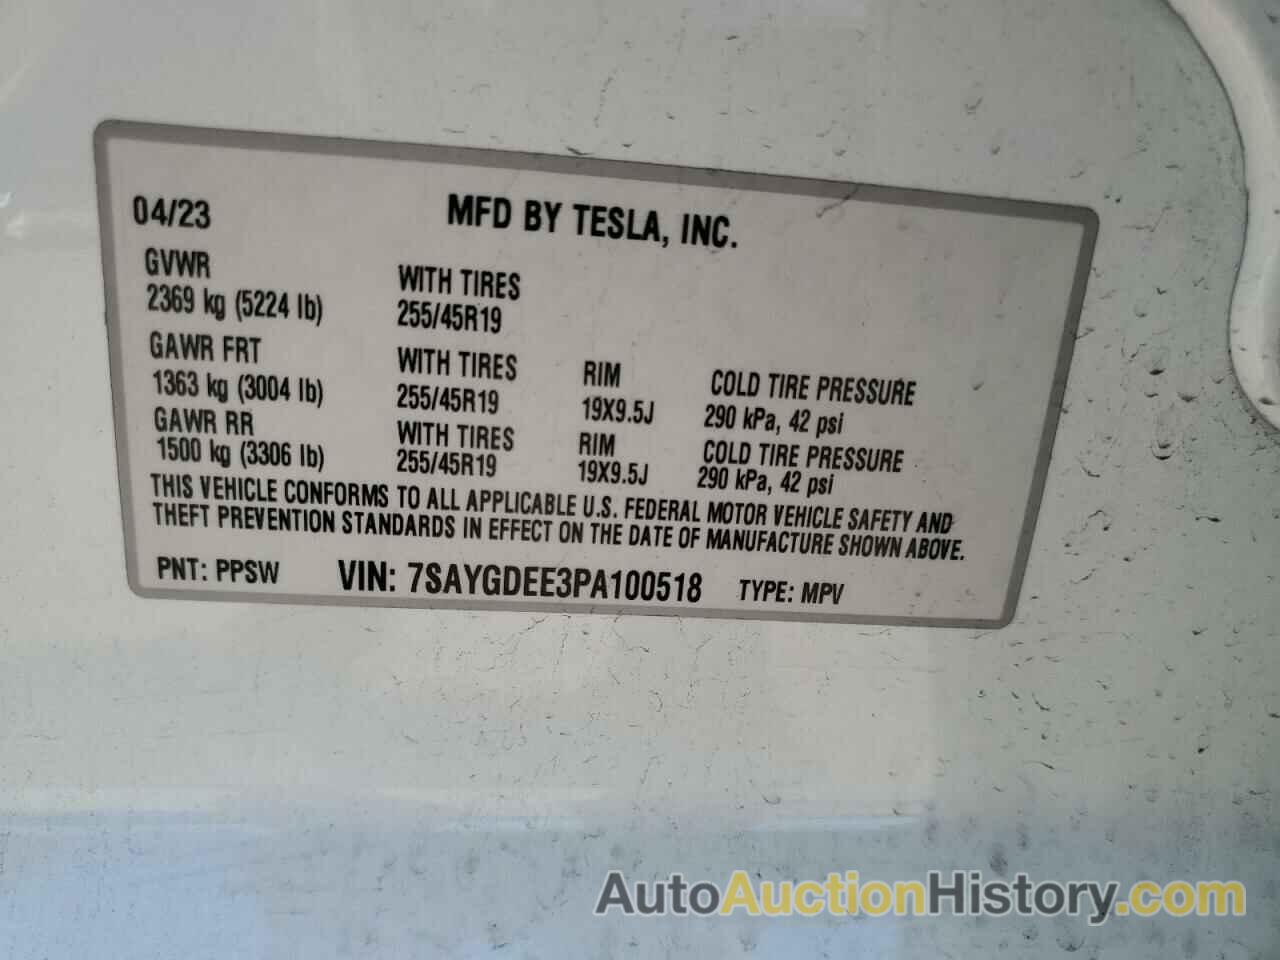 04/23 MFD BY TESLA, INC.
GVWR WITH TIRES
2369 kg (5224 lb) 255/45R19
GAWR FRT WITH TIRES RIM COLD TIRE PRESSURE
1363 kg (3004 lb) 255/45R19 19X9.5J 290 kPa, 42 psi
GAWR RR WITH TIRES RIM COLD TIRE PRESSURE
1500 kg (3306 lb) 255/45R19 19X9.5J 290 kPa, 42 psi
THIS VEHICLE CONFORMS TO ALL APPLICABLE U.S. FEDERAL MOTOR VEHICLE SAFETY AND
THEFT PREVENTION STANDARDS IN EFFECT ON THE DATE OF MANUFACTURE SHOWN ABOVE.
PNT: PPSW VIN: 7SAYGDEE3PA100518 TYPE: MPV
AutoAuctionHistory.com